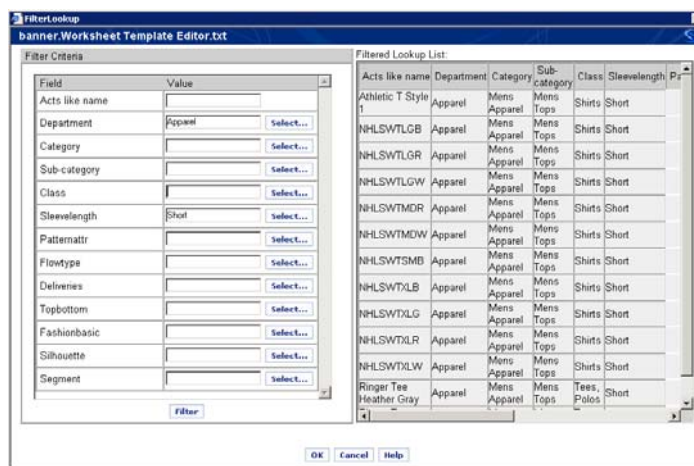 FilterLookup
banner.Worksheet Template Editor.txt
Filter Criteria
Field Value
Acts like name
Department Apparel Select...
Category Select...
Sub-category Select...
Class Select...
Sleevelength Short Select...
Patternattr Select...
Flowtype Select...
Deliveries Select...
Topbottom Select...
Fashionbasic Select...
Silhouette Select...
Segment Select...
Filter
Filtered Lookup List:
Acts like name Department Category Sub-category Class Sleevelength
Athletic T Style 1 Apparel Mens Apparel Mens Tops Shirts Short
NHLSWTLGB Apparel Mens Apparel Mens Tops Shirts Short
NHLSWTLGR Apparel Mens Apparel Mens Tops Shirts Short
NHLSWTLGW Apparel Mens Apparel Mens Tops Shirts Short
NHLSWTMDR Apparel Mens Apparel Mens Tops Shirts Short
NHLSWTMDW Apparel Mens Apparel Mens Tops Shirts Short
NHLSWTSMB Apparel Mens Apparel Mens Tops Shirts Short
NHLSWTXLB Apparel Mens Apparel Mens Tops Shirts Short
NHLSWTXLG Apparel Mens Apparel Mens Tops Shirts Short
NHLSWTXLR Apparel Mens Apparel Mens Tops Shirts Short
NHLSWTXLW Apparel Mens Apparel Mens Tops Shirts Short
Ringer Tee Heather Gray Apparel Mens Apparel Mens Tops Tees, Polos Short
OK Cancel Help